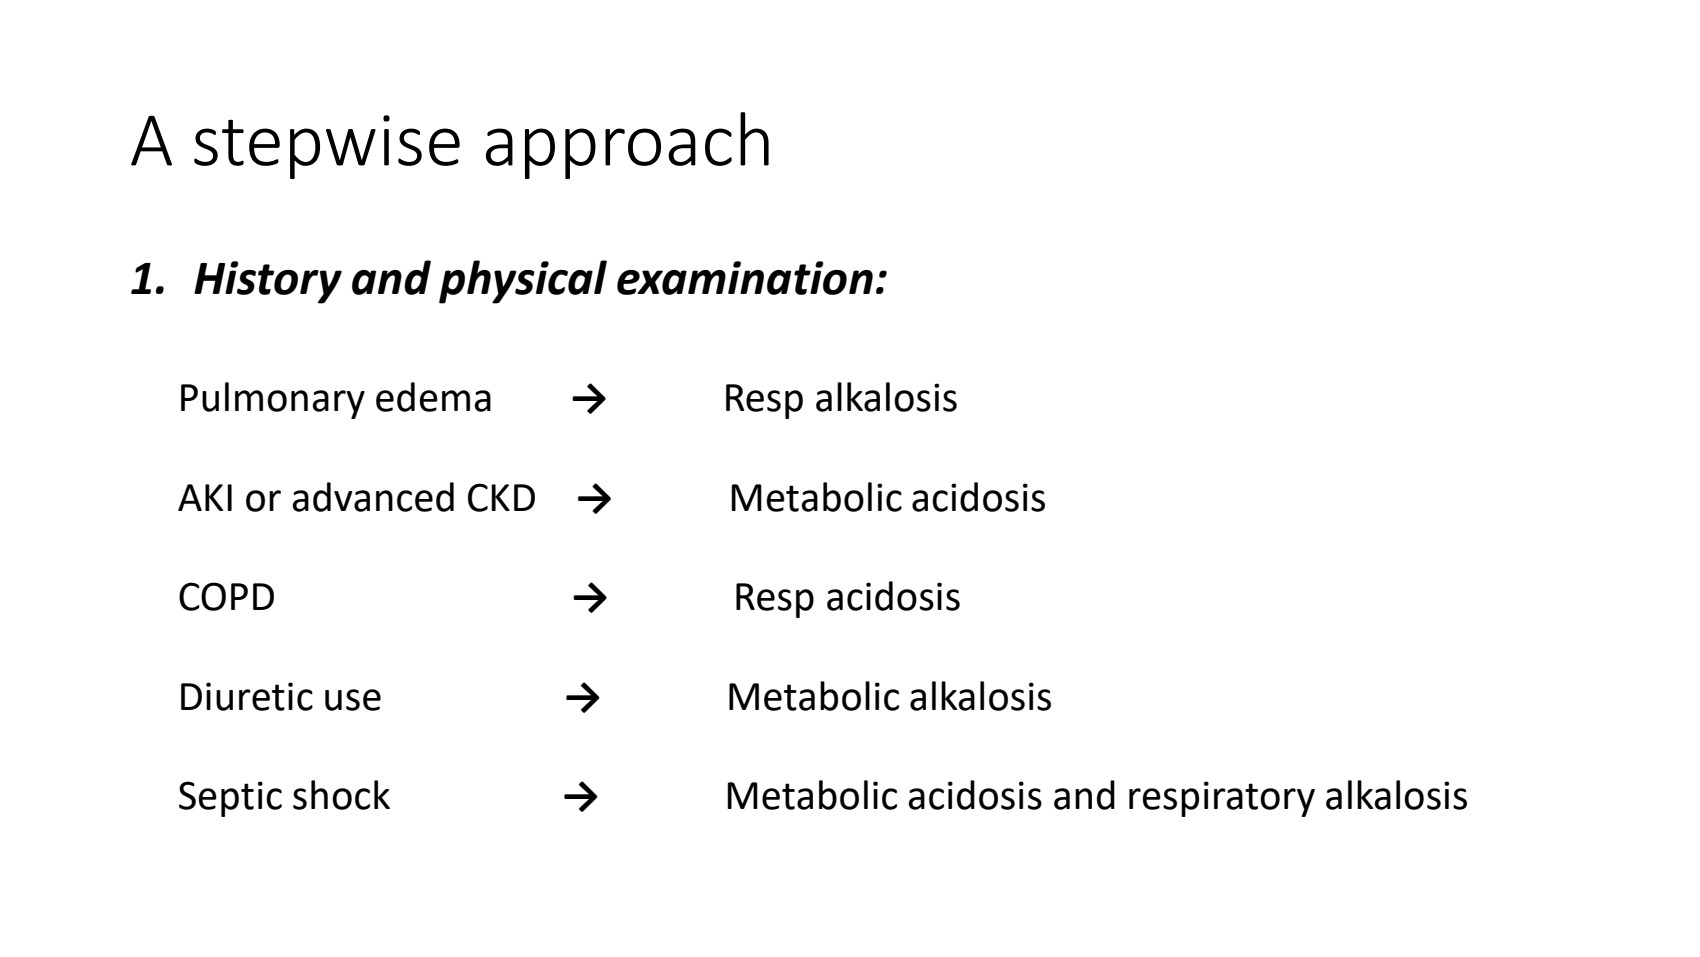 A stepwise approach
1. History and physical examination:
Pulmonary edema → Resp alkalosis
AKI or advanced CKD → Metabolic acidosis
COPD → Resp acidosis
Diuretic use → Metabolic alkalosis
Septic shock → Metabolic acidosis and respiratory alkalosis